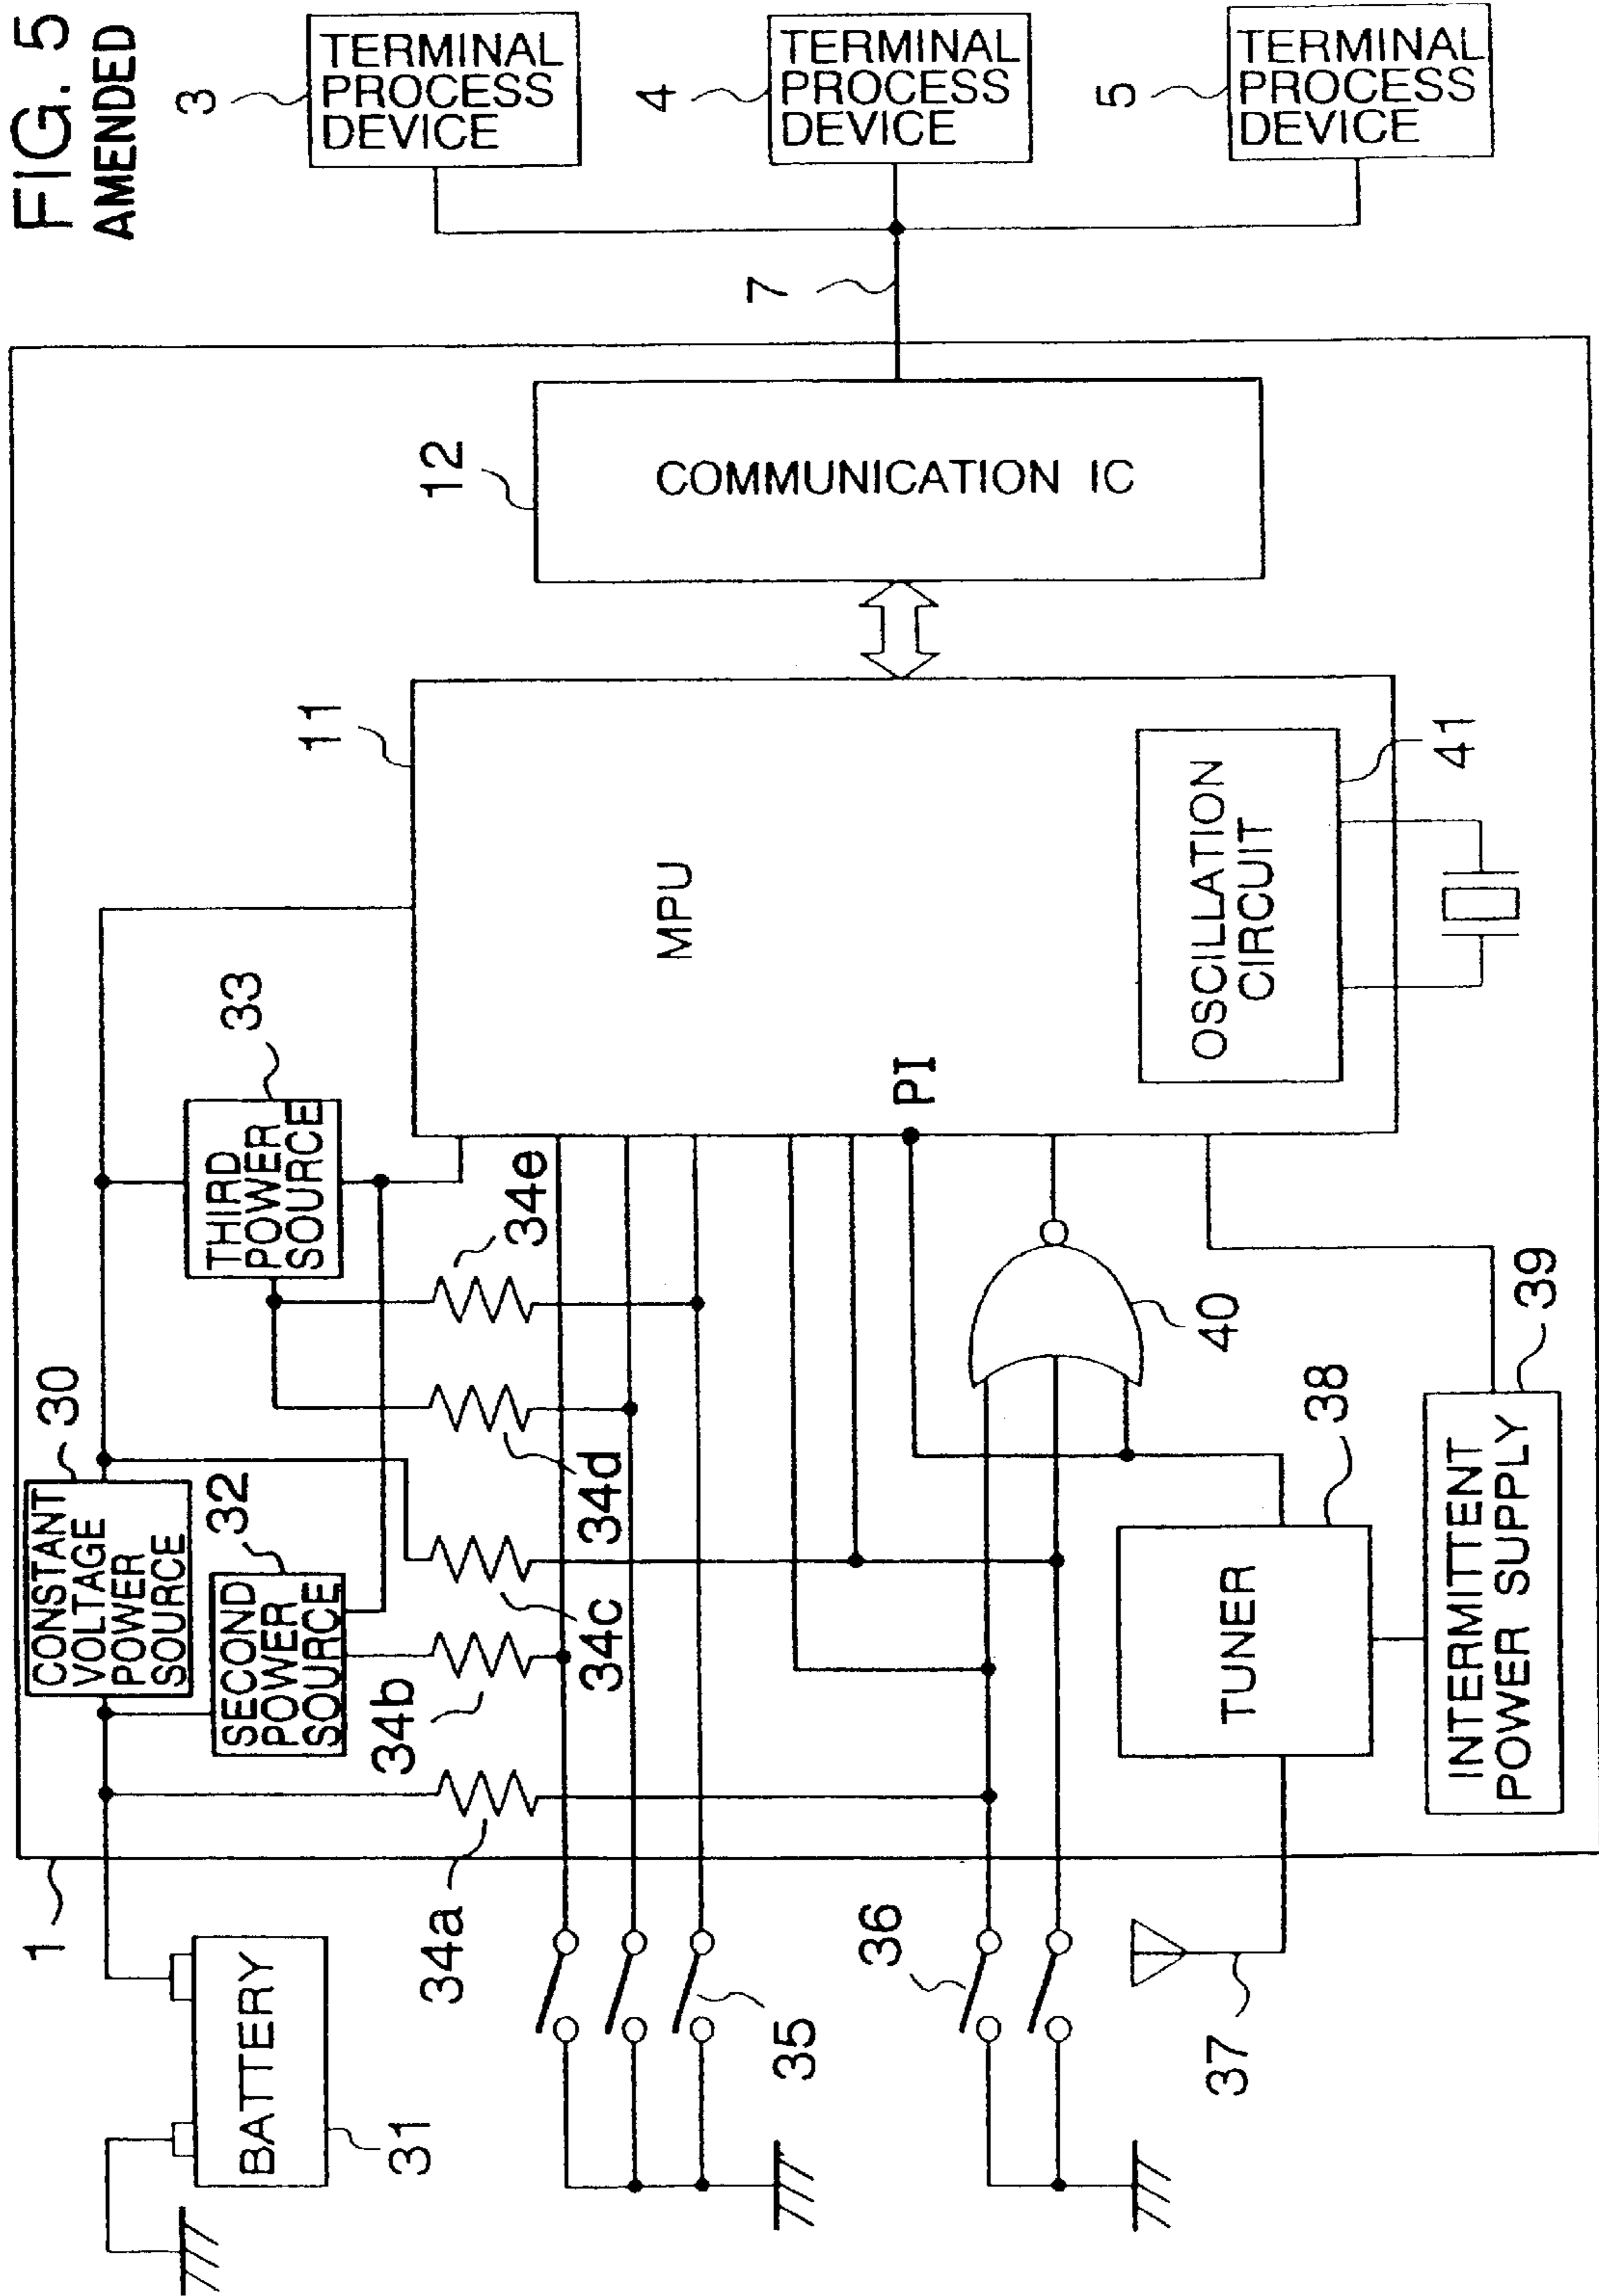 FIG. 5
AMENDED
1
BATTERY
31
CONSTANT
VOLTAGE
POWER
SOURCE
30
SECOND
POWER
SOURCE
32
THIRD
POWER
SOURCE
33
34a
34b
34c
34d
34e
35
36
37
TUNER
38
INTERMITTENT
POWER SUPPLY
39
40
PI
MPU
11
OSCILLATION
CIRCUIT
41
COMMUNICATION IC
12
7
TERMINAL
PROCESS
DEVICE
3
TERMINAL
PROCESS
DEVICE
4
TERMINAL
PROCESS
DEVICE
5